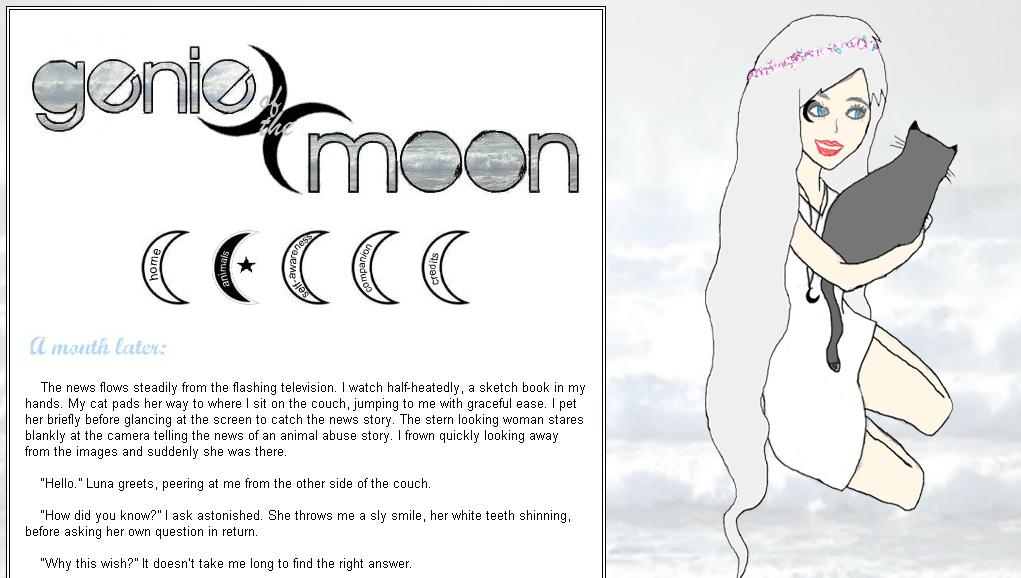 genie of the moon
home animals self-awareness companion credits
A month later:
The news flows steadily from the flashing television. I watch half-heatedly, a sketch book in my
hands. My cat pads her way to where I sit on the couch, jumping to me with graceful ease. I pet
her briefly before glancing at the screen to catch the news story. The stern looking woman stares
blankly at the camera telling the news of an animal abuse story. I frown quickly looking away
from the images and suddenly she was there.
"Hello." Luna greets, peering at me from the other side of the couch.
"How did you know?" I ask astonished. She throws me a sly smile, her white teeth shinning,
before asking her own question in return.
"Why this wish?" It doesn't take me long to find the right answer.